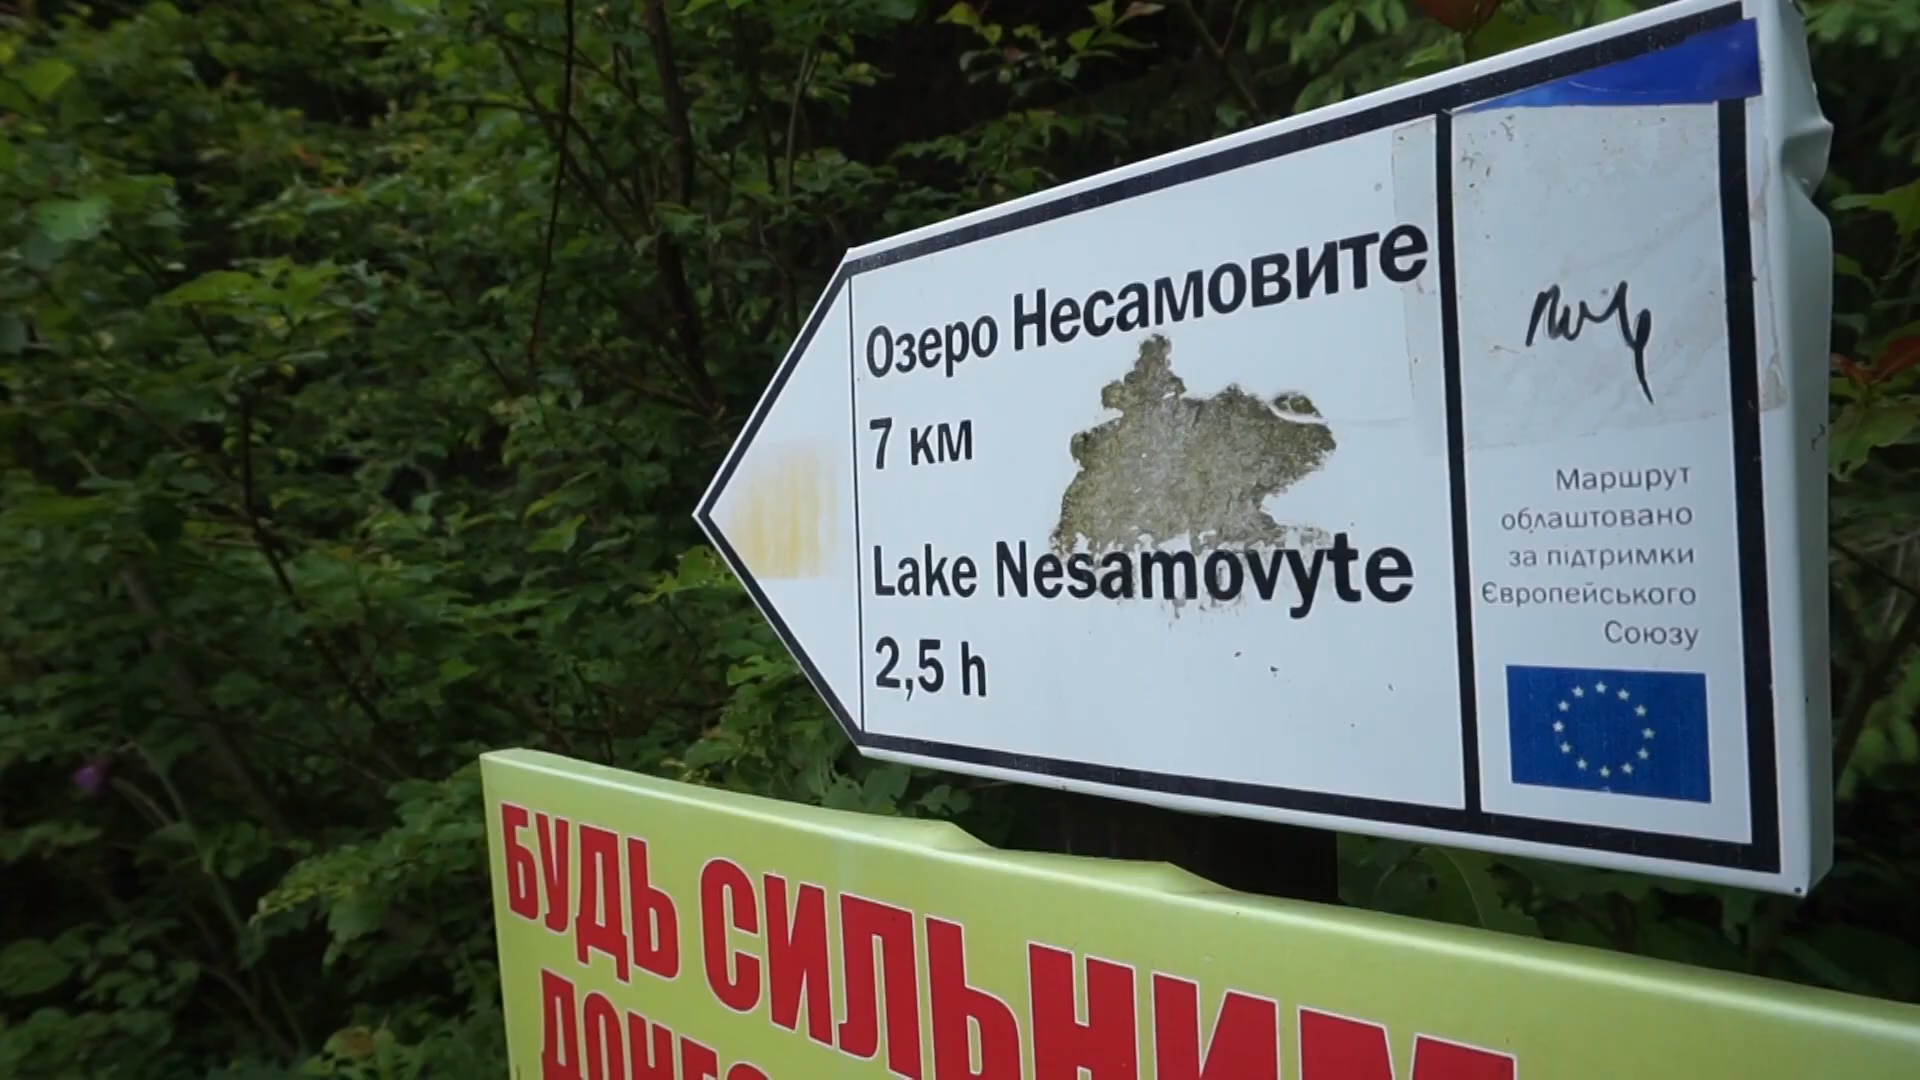 Озеро Несамовите
7 км
Lake Nesamovyte
2,5 h
Маршрут
облаштовано
за підтримки
Європейського
Союзу
БУДЬ СИЛЬНИМ